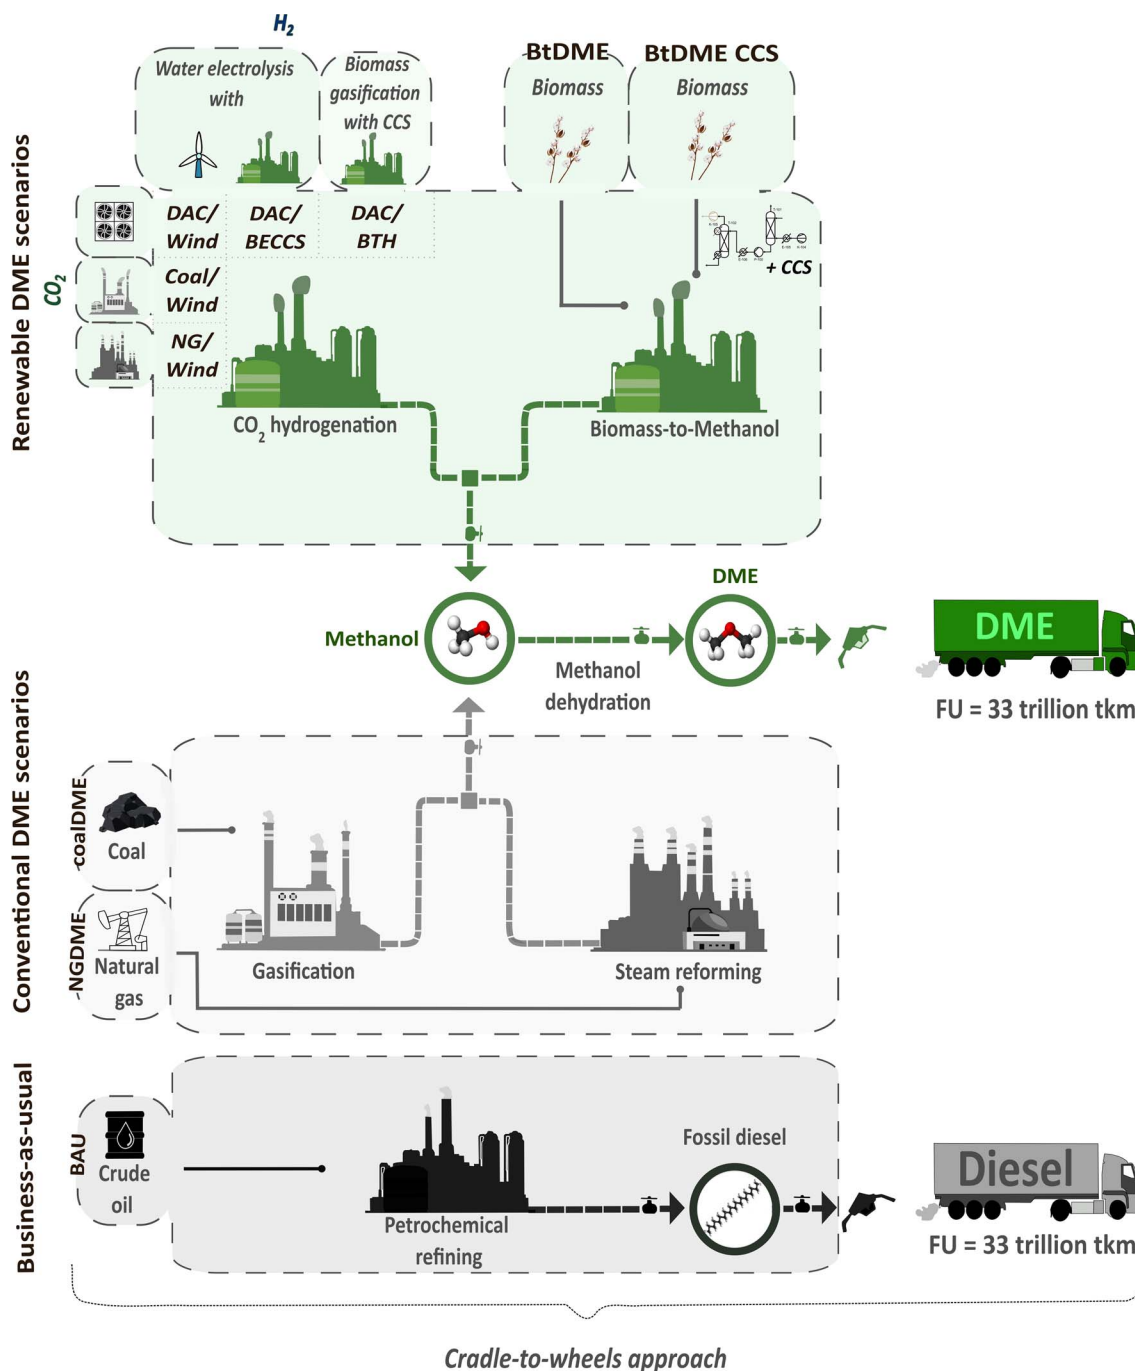 H2
Water electrolysis
with
Biomass
gasification
with CCS
BtDME
Biomass
BtDME CCS
Biomass
Renewable DME scenarios
CO2
DAC/
Wind
DAC/
BECCS
DAC/
BTH
Coal/
Wind
NG/
Wind
+ CCS
CO2 hydrogenation
Biomass-to-Methanol
Methanol
DME
Methanol
dehydration
DME
FU = 33 trillion tkm
Conventional DME scenarios
coalDME
Coal
NGDME
Natural
gas
Gasification
Steam reforming
Business-as-usual
BAU
Crude
oil
Petrochemical
refining
Fossil diesel
Diesel
FU = 33 trillion tkm
Cradle-to-wheels approach